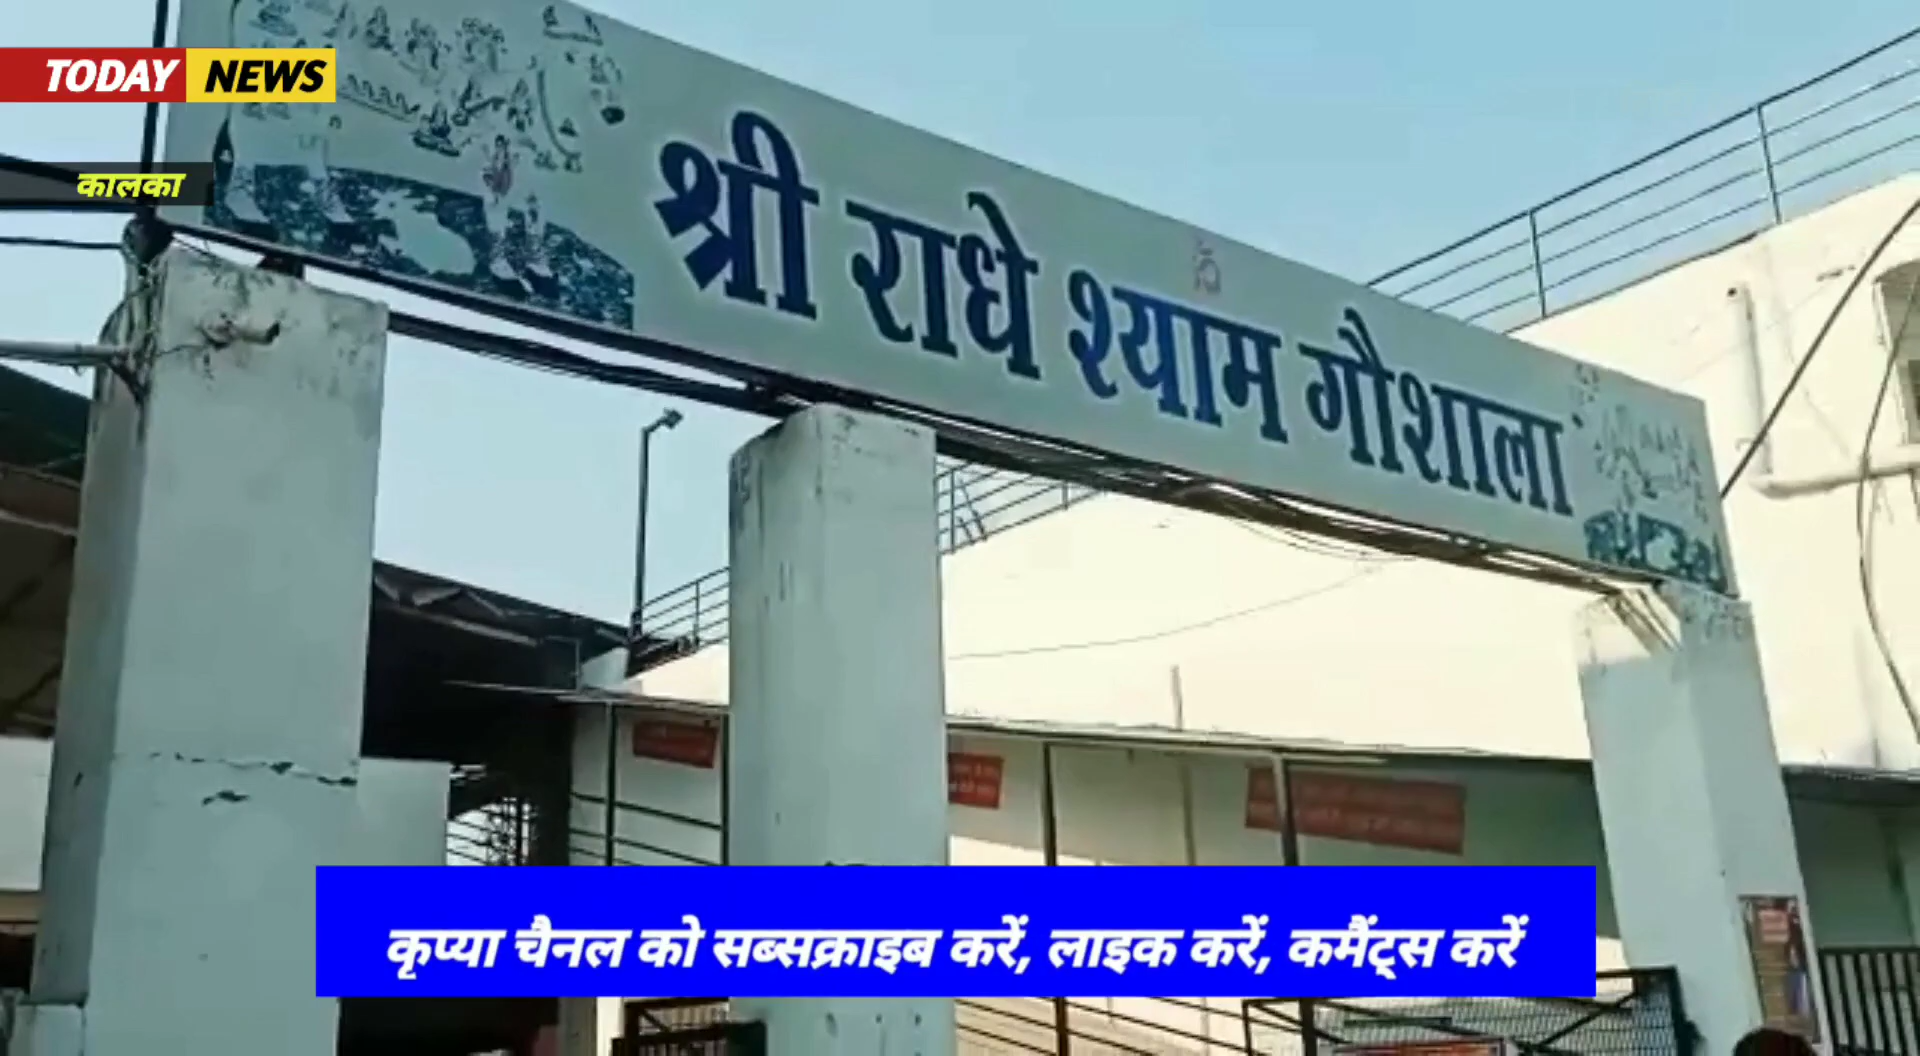 TODAY NEWS
कालका
श्री राधे श्याम गौशाला
कृप्या चैनल को सब्सक्राइब करें, लाइक करें, कमैंट्स करें